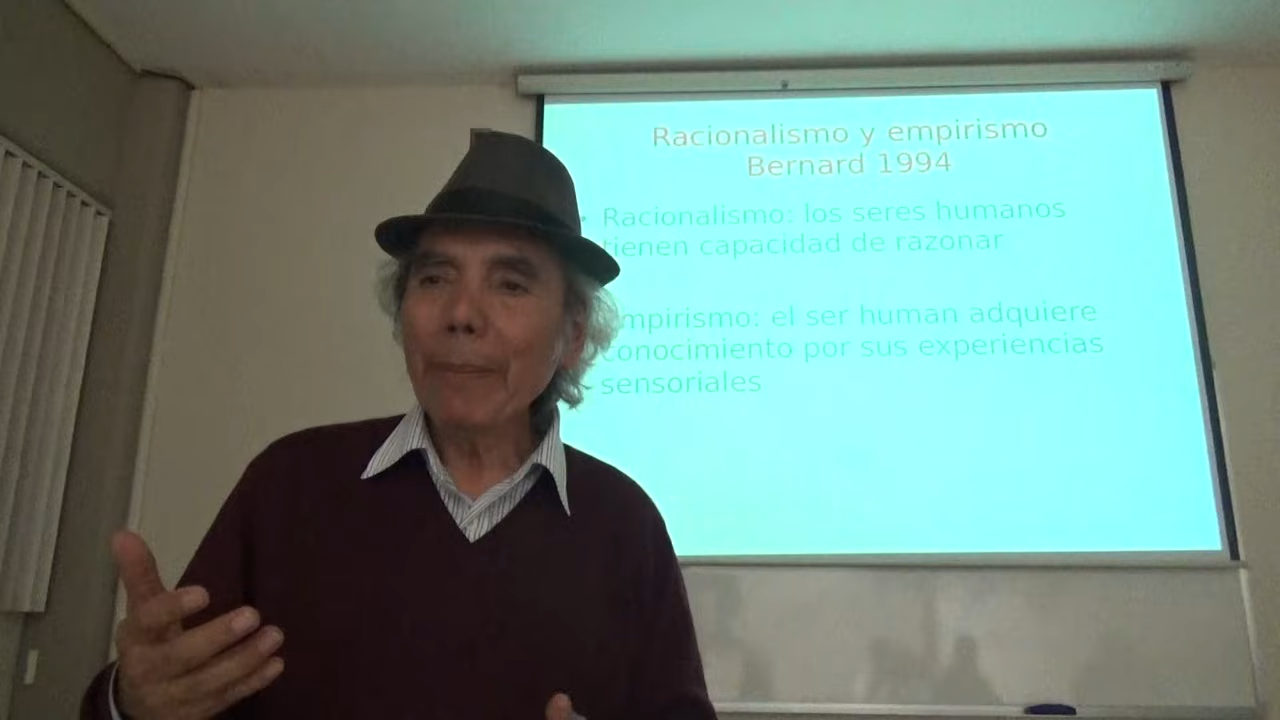 Racionalismo y empirismo
Bernard 1994
• Racionalismo: los seres humanos
tienen capacidad de razonar
mpirismo: el ser human adquiere
conocimiento por sus experiencias
sensoriales